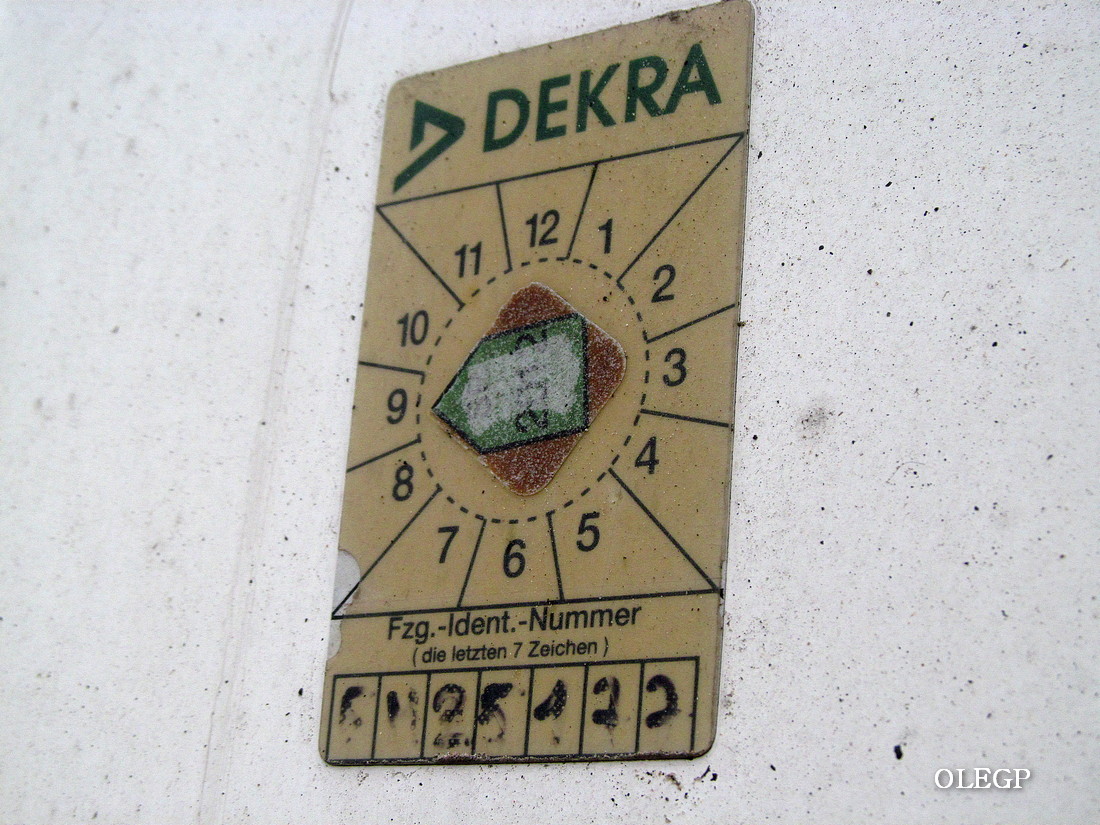 DEKRA
11 12 1
10 2
9 3
8 4
7 6 5
Fzg.-Ident.-Nummer
( die letzten 7 Zeichen )
OLEGP